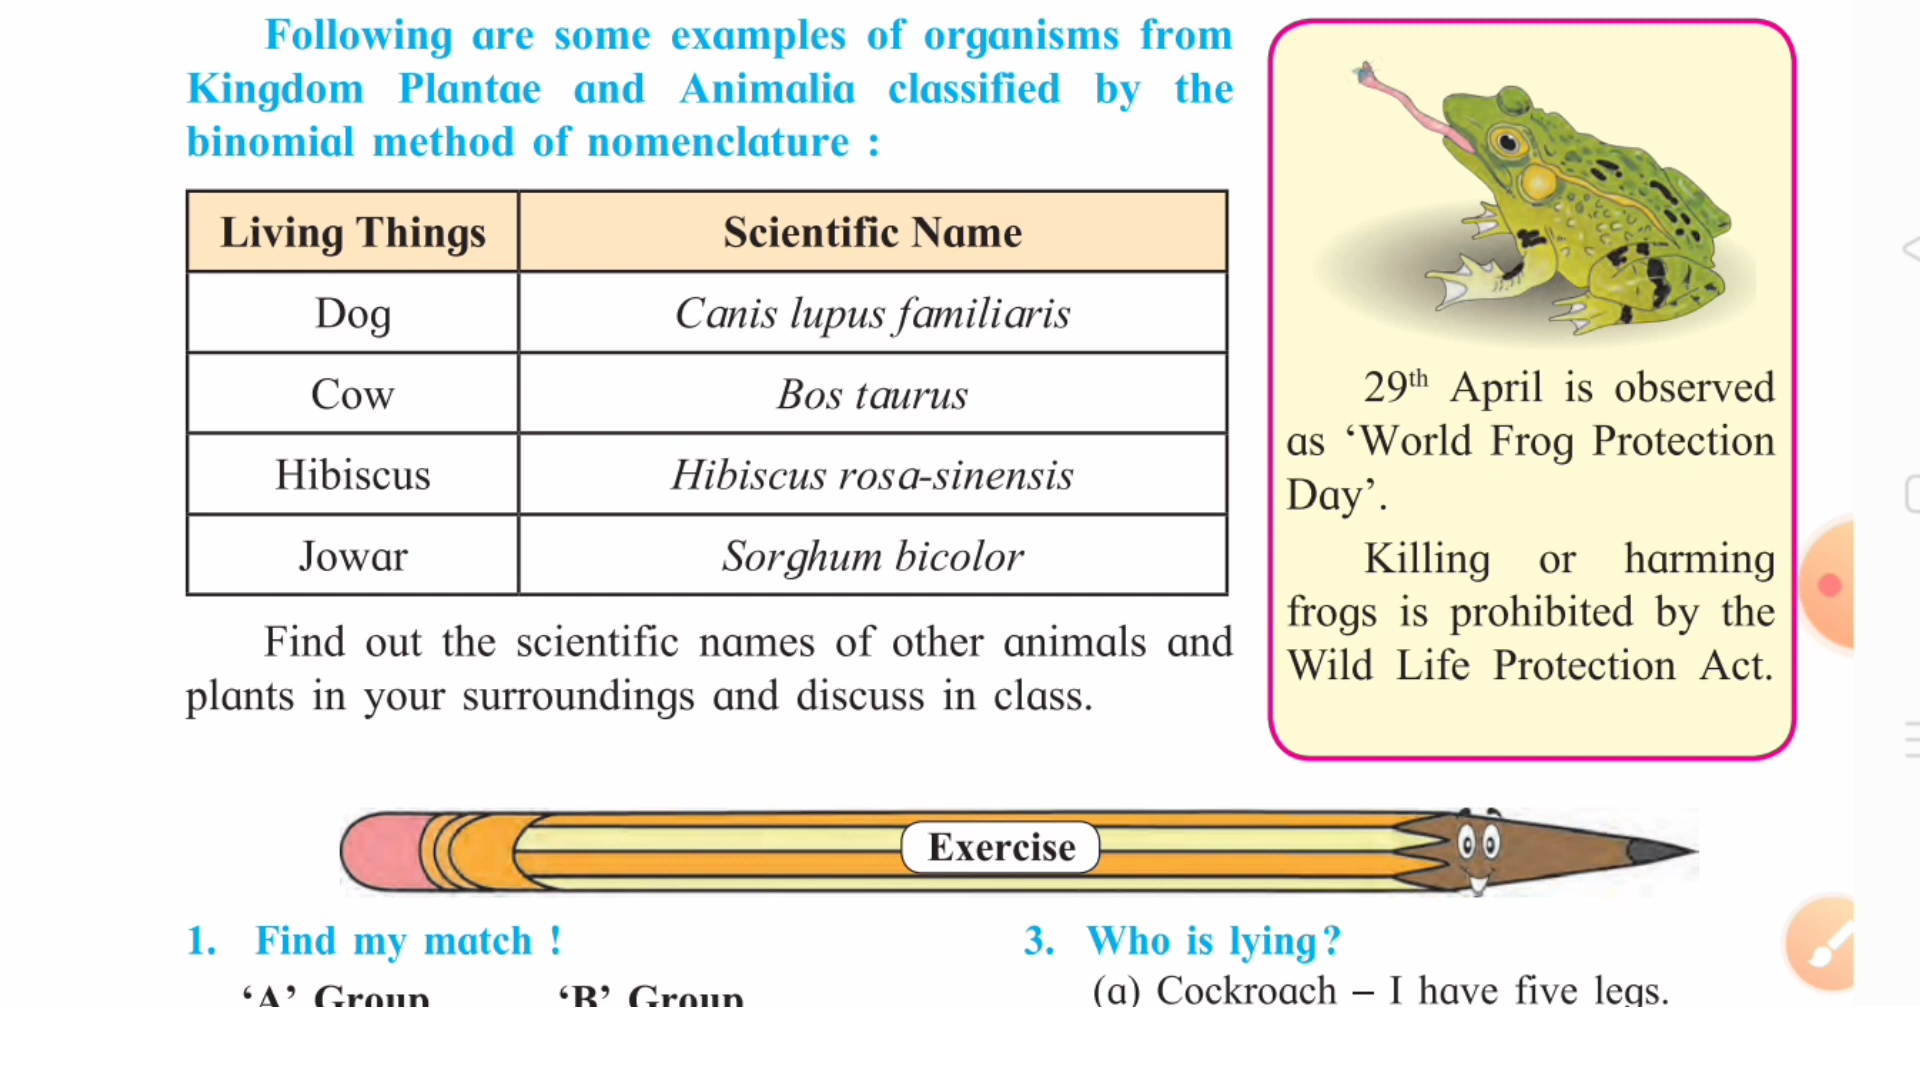 Following are some examples of organisms from
Kingdom Plantae and Animalia classified by the
binomial method of nomenclature :
Living Things Scientific Name
Dog Canis lupus familiaris
Cow Bos taurus
Hibiscus Hibiscus rosa-sinensis
Jowar Sorghum bicolor
Find out the scientific names of other animals and
plants in your surroundings and discuss in class.
29th April is observed
as ‘World Frog Protection
Day’.
Killing or harming
frogs is prohibited by the
Wild Life Protection Act.
Exercise
1. Find my match !
‘A’ Group ‘B’ Group
3. Who is lying?
(a) Cockroach – I have five legs.